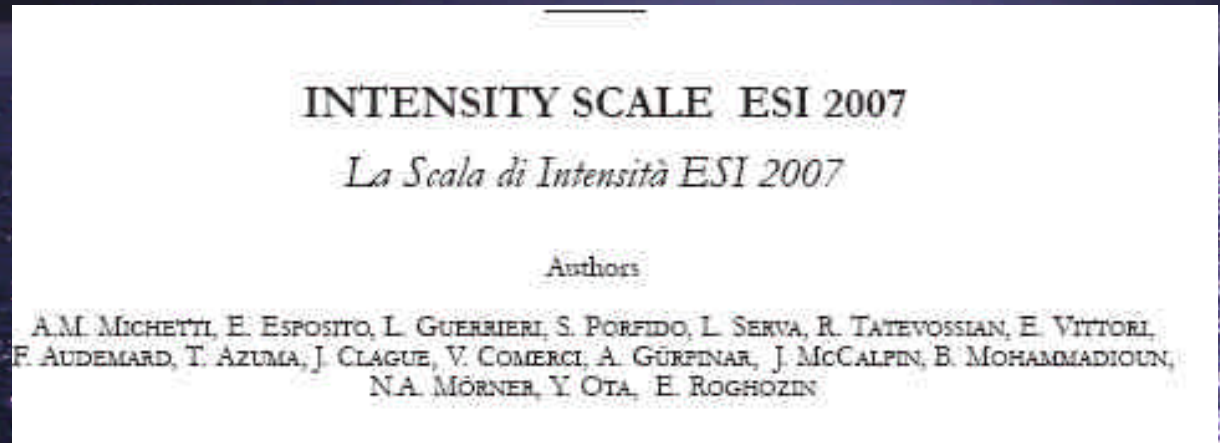 INTENSITY SCALE ESI 2007
La Scala di Intensità ESI 2007
Authors
A.M. MICHETTI, E. ESPOSITO, L. GUERRIERI, S. PORFIDO, L. SERVA, R. TATEVOSSIAN, E. VITTORI,
F. AUDEMARD, T. AZUMA, J. CLAGUE, V. COMERCI, A. GÜRPINAR, J. MCCALPIN, B. MOHAMMADIOUN,
N.A. MÖRNER, Y. OTA, E. ROGHOZIN